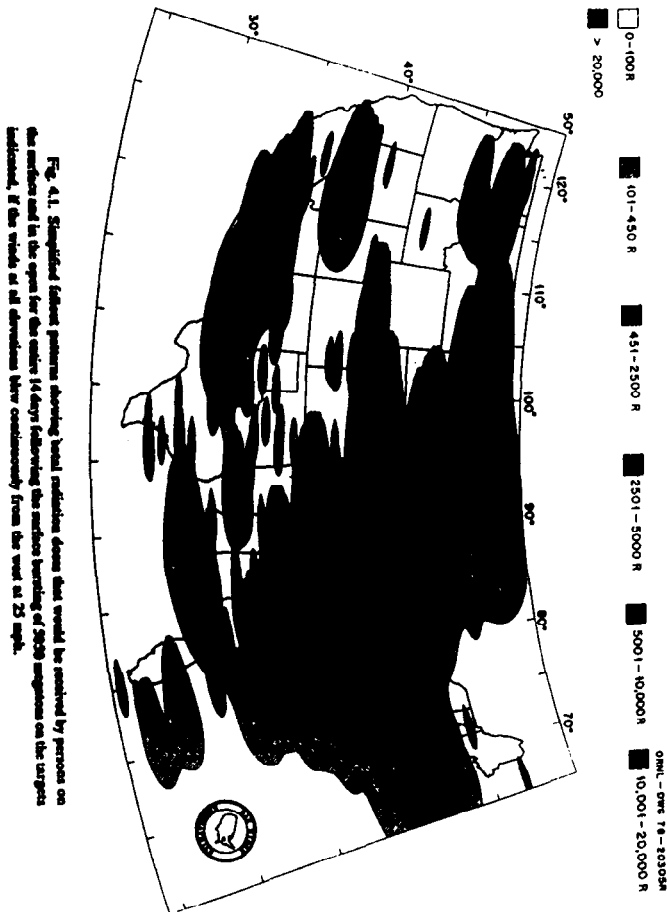 ORNL-DWG 78-20305R
0-100R
101-450 R
451-2500 R
2501-5000 R
5001-10,000R
10,001-20,000 R
> 20,000
50°
40°
30°
120°
110°
100°
90°
80°
70°
Fig. 4.1. Simplified fallout patterns showing total radiation doses that would be received by persons on
the surface and in the open for the entire 14 days following the surface bursting of 5050 megatons on the targets
indicated, if the winds at all elevations blew continuously from the west at 25 mph.